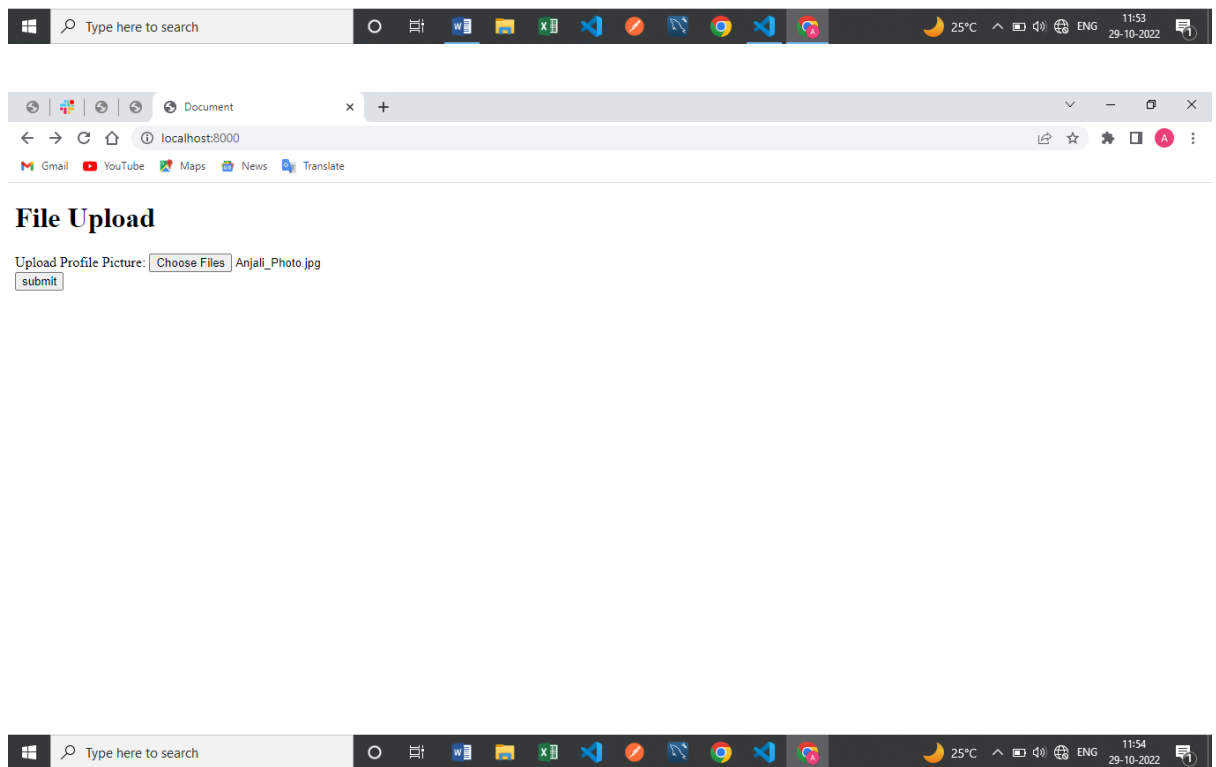 Type here to search 25°C ENG 11:53
29-10-2022
Document
localhost:8000
A
Gmail YouTube Maps News Translate
File Upload
Upload Profile Picture: Choose Files Anjali_Photo.jpg
submit
Type here to search 25°C ENG 11:54
29-10-2022